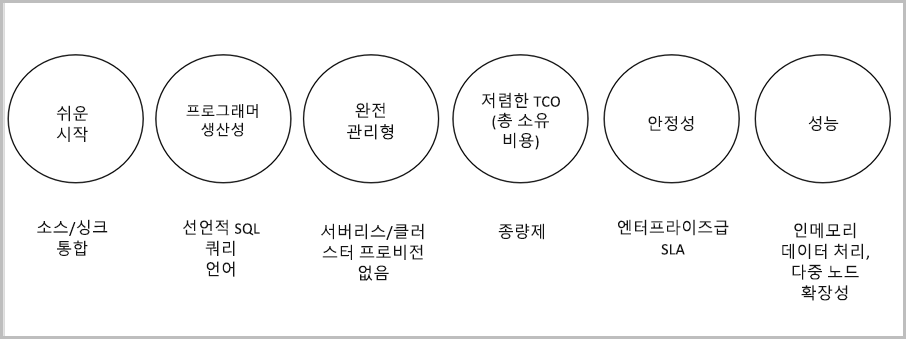 쉬운
시작
프로그래머
생산성
완전
관리형
저렴한 TCO
(총 소유
비용)
안정성
성능
소스/싱크
통합
선언적 SQL
쿼리
언어
서버리스/클러
스터 프로비전
없음
종량제
엔터프라이즈급
SLA
인메모리
데이터 처리,
다중 노드
확장성